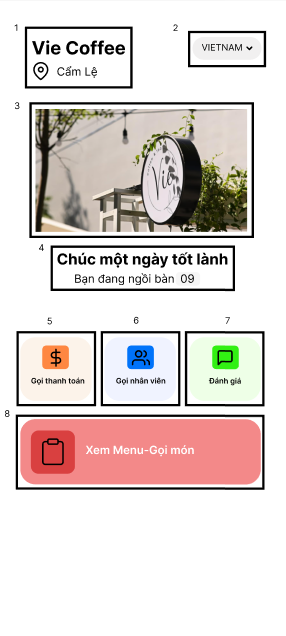 1
2
Vie Coffee
VIETNAM
Cẩm Lệ
3
Vie
4
Chúc một ngày tốt lành
Bạn đang ngồi bàn 09
5
6
7
Gọi thanh toán
Gọi nhân viên
Đánh giá
8
Xem Menu-Gọi món